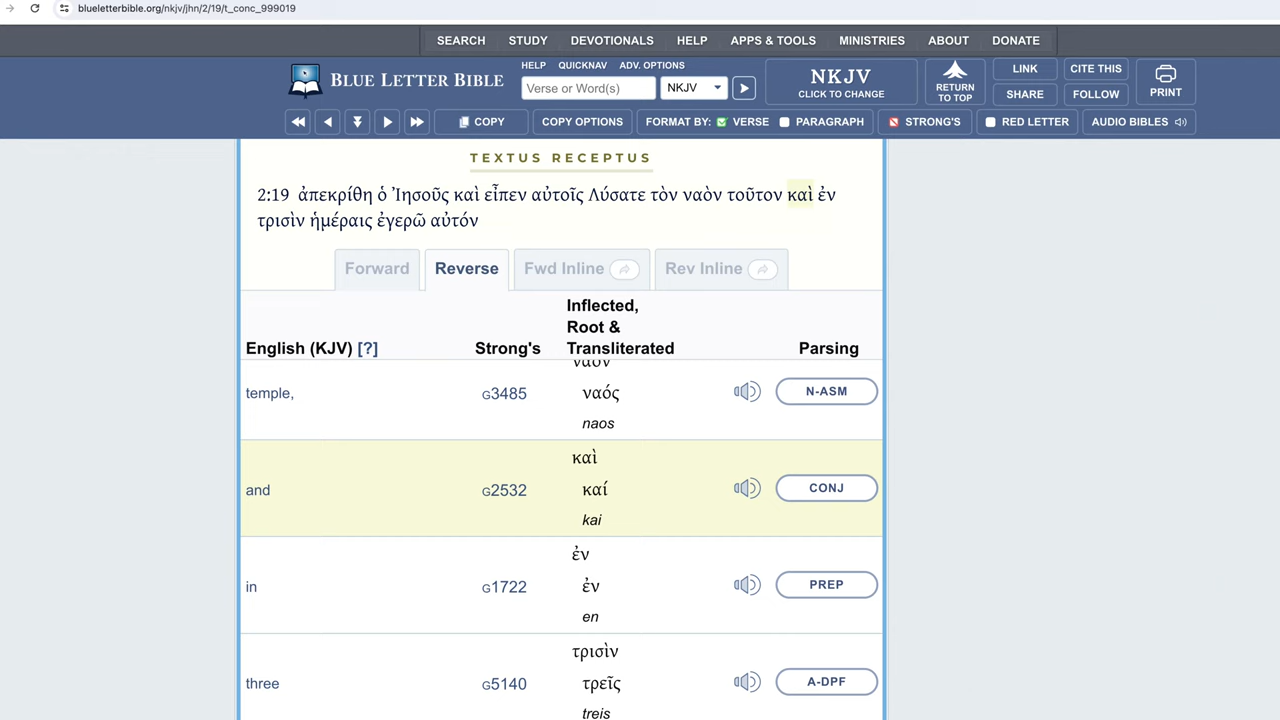 blueletterbible.org/nkjv/jhn/2/19/t_conc_999019
SEARCH STUDY DEVOTIONALS HELP APPS & TOOLS MINISTRIES ABOUT DONATE
BLUE LETTER BIBLE
HELP QUICKNAV ADV. OPTIONS
Verse or Word(s) NKJV
NKJV
CLICK TO CHANGE
RETURN
TO TOP
LINK CITE THIS
SHARE FOLLOW
PRINT
COPY COPY OPTIONS FORMAT BY: VERSE PARAGRAPH STRONG'S RED LETTER AUDIO BIBLES
TEXTUS RECEPTUS
2:19 ἀπεκρίθη ὁ Ἰησοῦς καὶ εἶπεν αὐτοῖς Λύσατε τὸν ναὸν τοῦτον καὶ ἐν
τρισὶν ἡμέραις ἐγερῶ αὐτόν
Forward Reverse Fwd Inline Rev Inline
English (KJV) [?] Strong's Inflected,
Root &
Transliterated Parsing
ναὸν
temple, G3485 ναός N-ASM
naos
καὶ
and G2532 καί CONJ
kai
ἐν
in G1722 ἐν PREP
en
τρισὶν
three G5140 τρεῖς A-DPF
treis